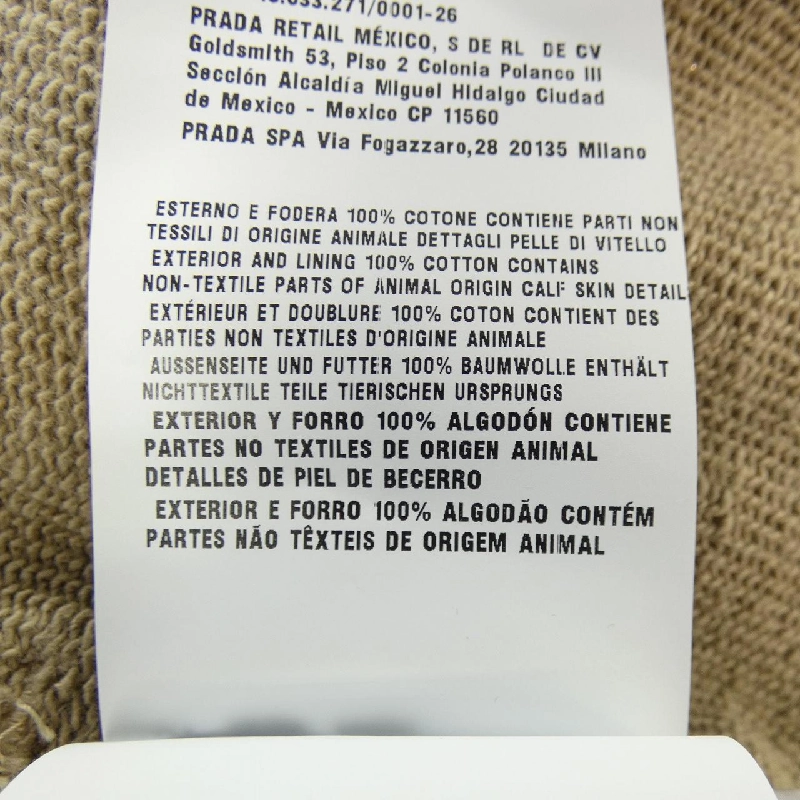 .271/0001-26
PRADA RETAIL MÉXICO, S DE RL DE CV
Goldsmith 53, Piso 2 Colonia Polanco III
Sección Alcaldía Miguel Hidalgo Ciudad
de Mexico - Mexico CP 11560
PRADA SPA Via Fogazzaro,28 20135 Milano
ESTERNO E FODERA 100% COTONE CONTIENE PARTI NON
TESSILI DI ORIGINE ANIMALE DETTAGLI PELLE DI VITELLO
EXTERIOR AND LINING 100% COTTON CONTAINS
NON-TEXTILE PARTS OF ANIMAL ORIGIN CALF SKIN DETAIL
EXTÉRIEUR ET DOUBLURE 100% COTON CONTIENT DES
PARTIES NON TEXTILES D'ORIGINE ANIMALE
AUSSENSEITE UND FUTTER 100% BAUMWOLLE ENTHÄLT
NICHTTEXTILE TEILE TIERISCHEN URSPRUNGS
EXTERIOR Y FORRO 100% ALGODÓN CONTIENE
PARTES NO TEXTILES DE ORIGEN ANIMAL
DETALLES DE PIEL DE BECERRO
EXTERIOR E FORRO 100% ALGODÃO CONTÉM
PARTES NÃO TÊXTEIS DE ORIGEM ANIMAL